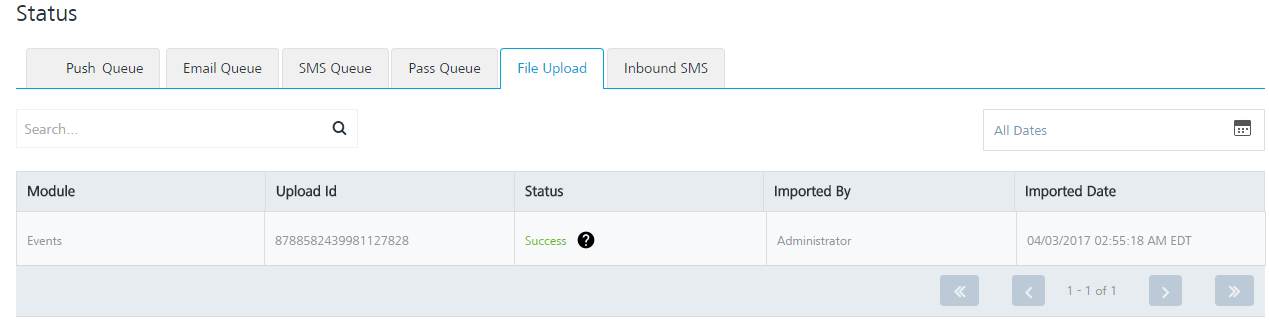 Status
Push Queue
Email Queue
SMS Queue
Pass Queue
File Upload
Inbound SMS
Search...
All Dates
Module Upload Id Status Imported By Imported Date
Events 8788582439981127828 Success ? Administrator 04/03/2017 02:55:18 AM EDT
1 - 1 of 1